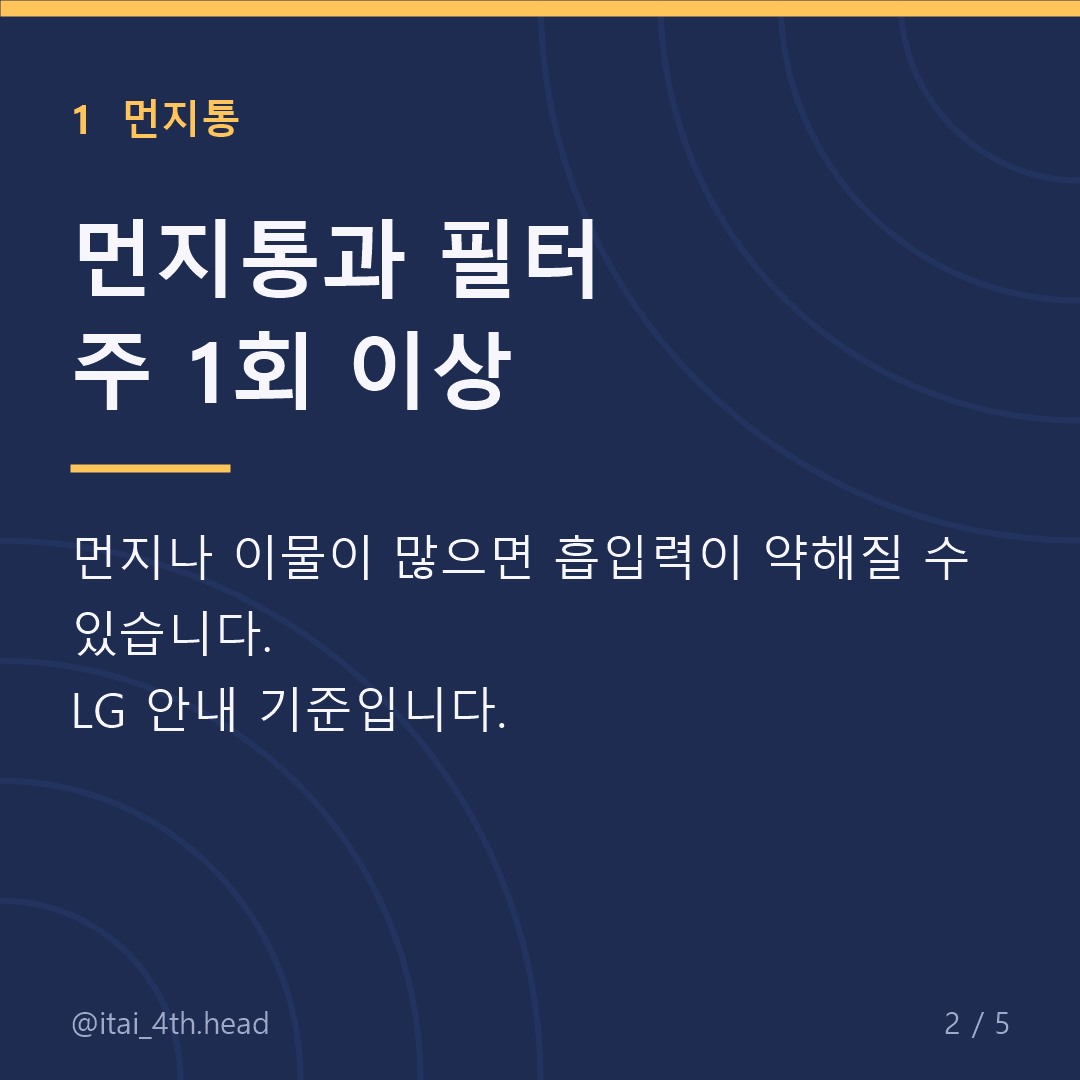 1 먼지통
먼지통과 필터
주 1회 이상
먼지나 이물이 많으면 흡입력이 약해질 수
있습니다.
LG 안내 기준입니다.
@itai_4th.head
2 / 5